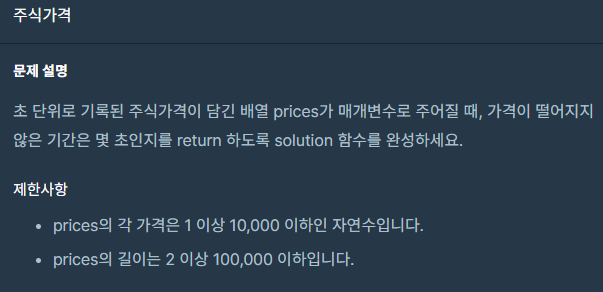 주식가격
문제 설명
초 단위로 기록된 주식가격이 담긴 배열 prices가 매개변수로 주어질 때, 가격이 떨어지지
않은 기간은 몇 초인지를 return 하도록 solution 함수를 완성하세요.
제한사항
• prices의 각 가격은 1 이상 10,000 이하인 자연수입니다.
• prices의 길이는 2 이상 100,000 이하입니다.